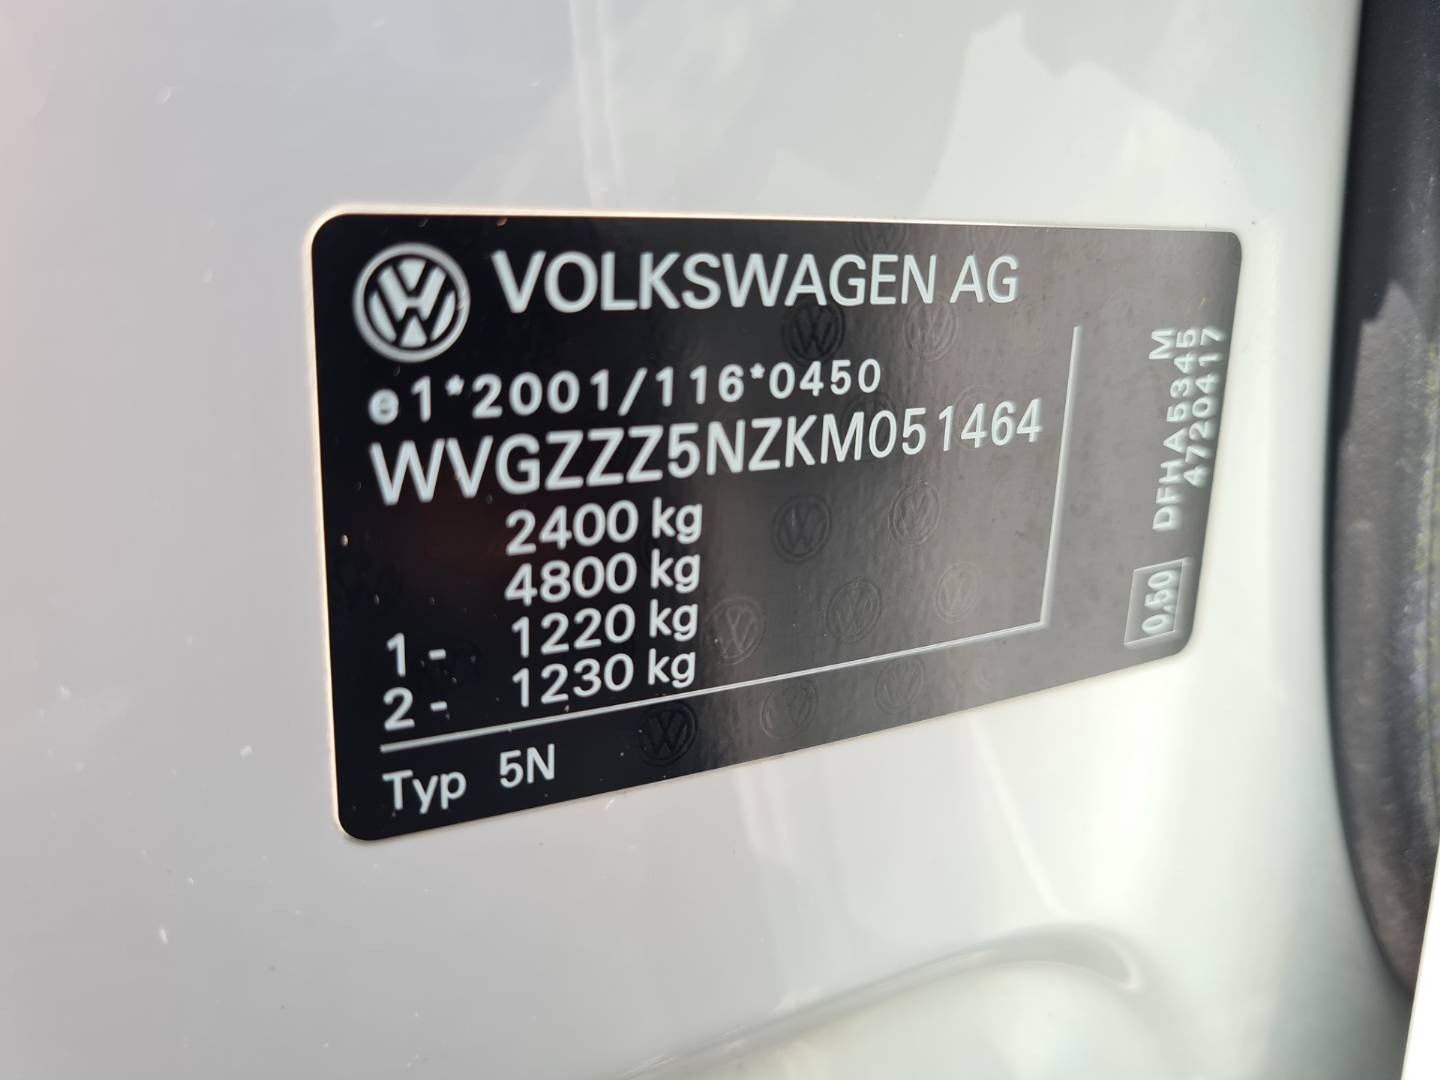 VOLKSWAGEN AG
e1*2001/116*0450
WVGZZZ5NZKM051464
2400 kg
4800 kg
1 - 1220 kg
2 - 1230 kg
Typ 5N
M
DFHA5345
4720417
0,50